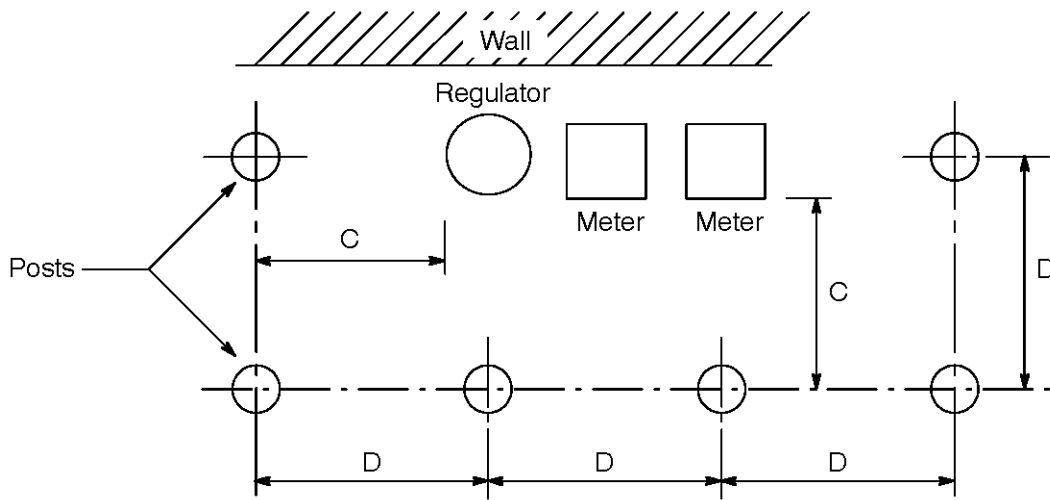 Wall
Regulator
Meter Meter
C
Posts
C
D
D D D